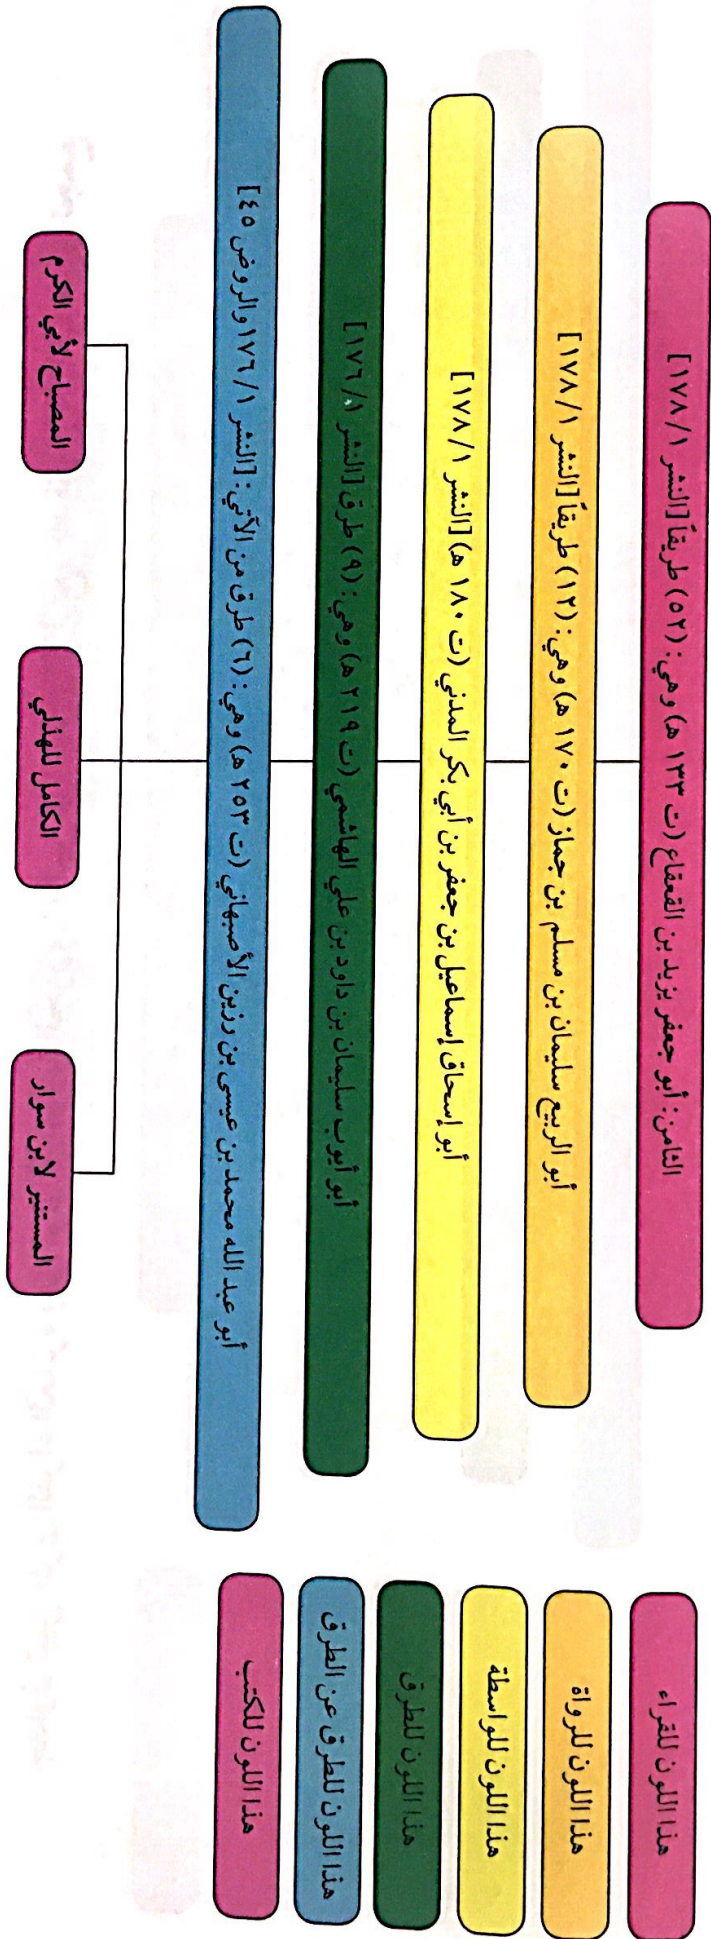 الثامن: أبو جعفر يزيد بن القعقاع (ت ١٣٣ هـ) وهي: (٥٢) طريقاً [النشر ١/ ١٧٨]
أبو الربيع سليمان بن مسلم بن جماز (ت ١٧٠ هـ) وهي: (١٢) طريقاً [النشر ١/ ١٧٨]
أبو إسحاق إسماعيل بن جعفر بن أبي بكر المدني (ت ١٨٠ هـ) [النشر ١/ ١٧٨]
أبو أيوب سليمان بن داود بن علي الهاشمي (ت ٢١٩ هـ) وهي: (٩) طرق [النشر ١/ ١٧٦]
أبو عبد الله محمد بن عيسى بن رزين الأصبهاني (ت ٢٥٣ هـ) وهي: (٦) طرق من الآتي: [النشر ١/ ١٧٦ والروض ٤٥]
المستنير لابن سوار
الكامل للهذلي
المصباح لأبي الكرم
هذا اللون للقراء
هذا اللون للرواة
هذا اللون للواسطة
هذا اللون للطرق
هذا اللون للطرق عن الطرق
هذا اللون للكتب